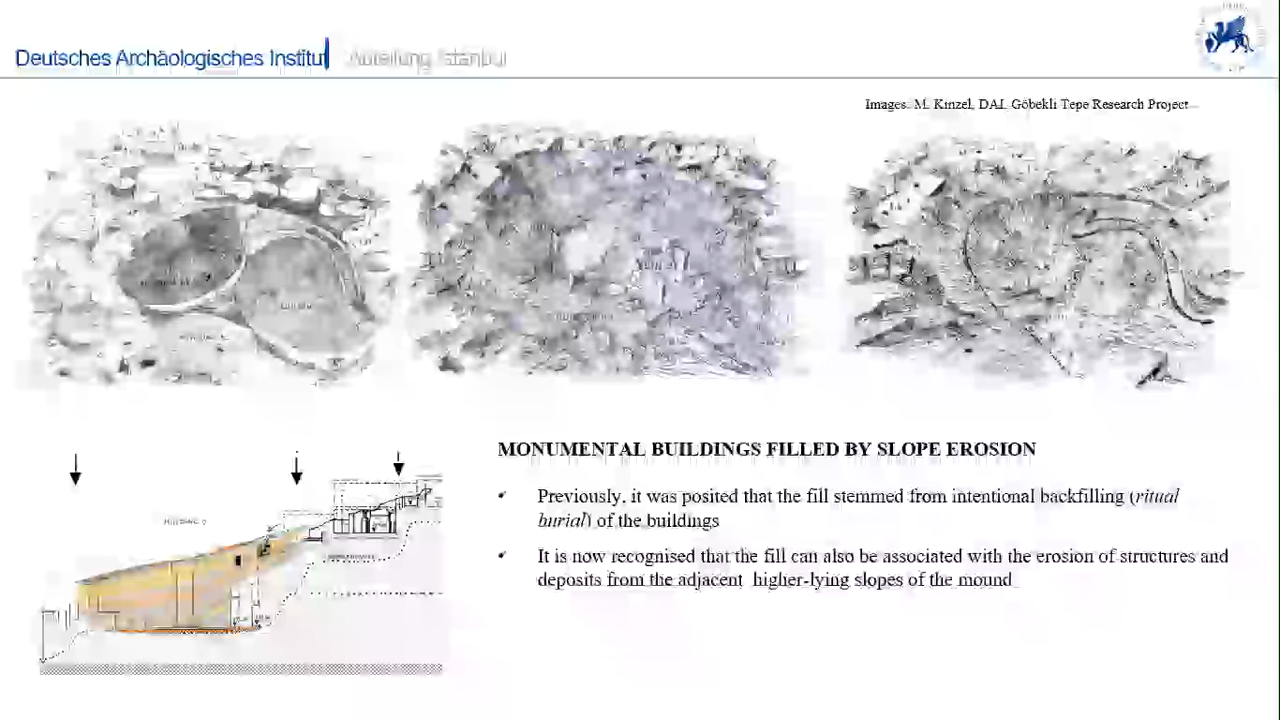 Deutsches Archäologisches Institut Abteilung Istanbul
Images: M. Kinzel, DAI, Göbekli Tepe Research Project
MONUMENTAL BUILDINGS FILLED BY SLOPE EROSION
Previously, it was posited that the fill stemmed from intentional backfilling (ritual
burial) of the buildings
It is now recognised that the fill can also be associated with the erosion of structures and
deposits from the adjacent higher-lying slopes of the mound